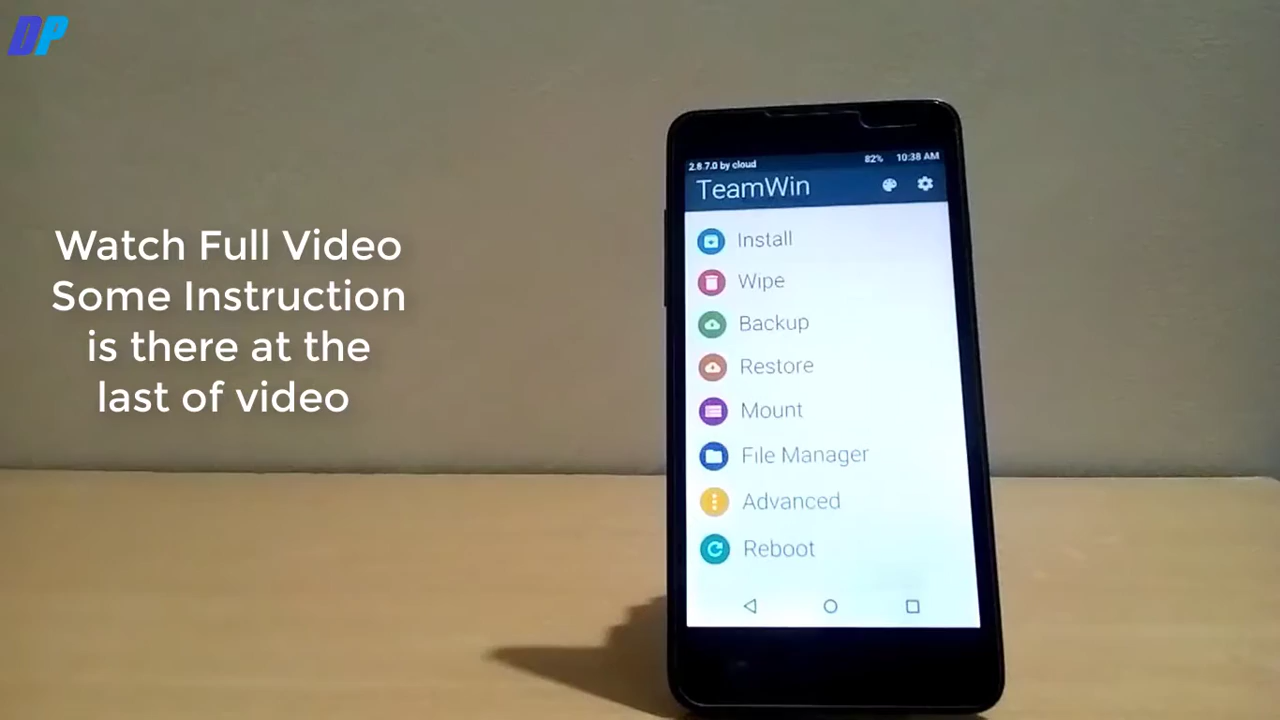 DP
Watch Full Video
Some Instruction
is there at the
last of video
2.8.7.0 by cloud 82% 10:38 AM
TeamWin
Install
Wipe
Backup
Restore
Mount
File Manager
Advanced
Reboot